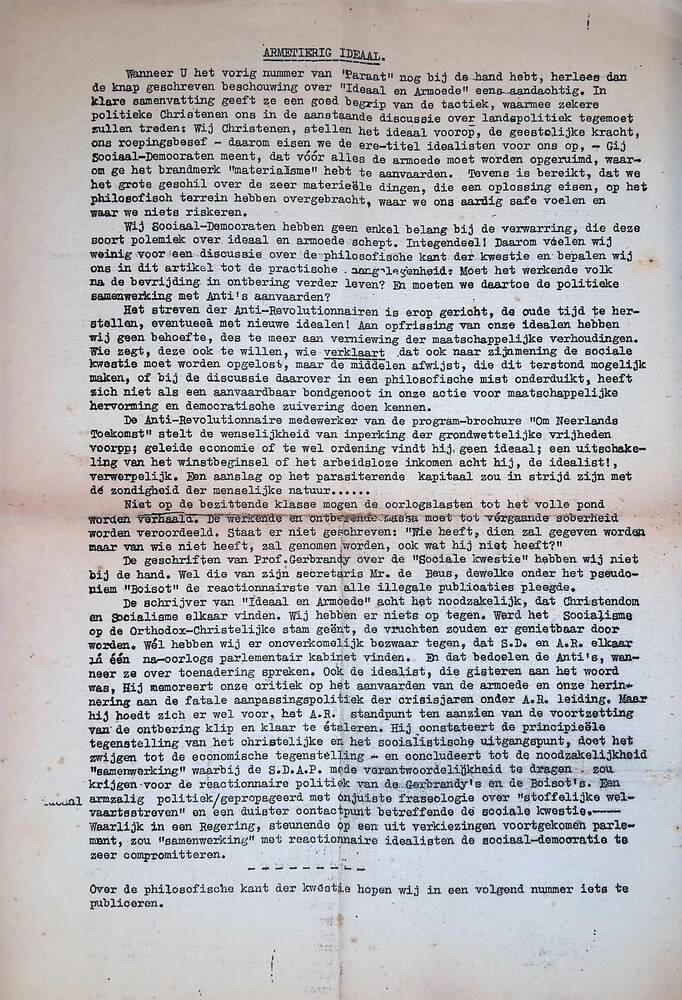 ARMETIERIG IDEAAL.
Wanneer U het vorig nummer van "Paraat" nog bij de hand hebt, herlees dan
de knap geschreven beschouwing over "Ideaal en Armoede" eens aandachtig. In
klare samenvatting geeft ze een goed begrip van de tactiek, waarmee zekere
politieke Christenen ons in de aanstaande discussie over landspolitiek tegemoet
zullen treden: Wij Christenen, stellen het ideaal voorop, de geestelijke kracht,
ons roepingsbesef - daarom eisen we de ere-titel idealisten voor ons op, - Gij
Sociaal-Democraten meent, dat vóór alles de armoede moet worden opgeruimd, waar-
om ge het brandmerk "materialsme" hebt te aanvaarden. Tevens is bereikt, dat we
het grote geschil over de zeer materieële dingen, die een oplossing eisen, op het
philosofisch terrein hebben overgebracht, waar we ons aardig safe voelen en
waar we niets riskeren.
Wij Sociaal-Democraten hebben geen enkel belang bij de verwarring, die deze
soort polemiek over ideaal en armoede schept. Integendeel! Daarom voelen wij
weinig voor een discussie over de philosofische kant der kwestie en bepalen wij
ons in dit artikel tot de practische aangelegenheid: Moet het werkende volk
na de bevrijding in ontbering verder leven? En moeten we daartoe de politieke
samenwerking met Anti's aanvaarden?
Het streven der Anti-Revolutionnairen is erop gericht, de oude tijd te her-
stellen, eventueel met nieuwe idealen! Aan opfrissing van onze idealen hebben
wij geen behoefte, des te meer aan verniewing der maatschappelijke verhoudingen.
Wie zegt, deze ook te willen, wie verklaart dat ook naar zijnmening de sociale
kwestie moet worden opgelost, maar de middelen afwijst, die dit terstond mogelijk
maken, of bij de discussie daarover in een philosofische mist onderduikt, heeft
zich niet als een aanvaardbaar bondgenoot in onze actie voor maatschappelijke
hervorming en democratische zuivering doen kennen.
De Anti-Revolutionnaire medewerker van de program-brochure "Om Neerlands
Toekomst" stelt de wenselijkheid van inperking der grondwettelijke vrijheden
voorpp; geleide economie of te wel ordening vindt hij geen ideaal; een uitschake-
ling van het winstbeginsel of het arbeidsloze inkomen acht hij, de idealist!,
verwerpelijk. Een aanslag op het parasiterende kapitaal zou in strijd zijn met
dé zondigheid der menselijke natuur......
Niet op de bezittende klasse mogen de oorlogslasten tot het volle pond
worden verhaald. De werkende en ontberende massa moet tot vérgaande soberheid
worden veroordeeld. Staat er niet geschreven: "Wie heeft, dien zal gegeven worden
maar van wie niet heeft, zal genomen worden, ook wat hij niet heeft?"
De geschriften van Prof.Gerbrandy over de "Sociale kwestie" hebben wij niet
bij de hand. Wel die van zijn secretaris Mr. de Beus, dewelke onder het pseudo-
niem "Boisot" de reactionnairste van alle illegale publicaties pleegde.
De schrijver van "Ideaal en Armoede" acht het noodzakelijk, dat Christendom
en Socialisme elkaar vinden. Wij hebben er niets op tegen. Werd het Socialisme
op de Orthodox-Christelijke stam geënt, de vruchten zouden er genietbaar door
worden. Wél hebben wij er onoverkomelijk bezwaar tegen, dat S.D. en A.R. elkaar
in één na-oorlogs parlementair kabinet vinden. En dat bedoelen de Anti's, wan-
neer ze over toenadering spreken. Ook de idealist, die gisteren aan het woord
was, Hij memoreert onze critiek op het aanvaarden van de armoede en onze herin-
nering aan de fatale aanpassingspolitiek der crisisjaren onder A.R. leiding. Maar
hij hoedt zich er wel voor, het A.R. standpunt ten aanzien van de voortzetting
van de ontbering klip en klaar te étaleren. Hij constateert de principieële
tegenstelling van het christelijke en het socialistische uitgangspunt, doet het
zwijgen tot de economische tegenstelling - en concludeert tot de noodzakelijkheid
"samenwerking" waarbij de S.D.A.P. mede verantwoordelijkheid te dragen zou
krijgen voor de reactionnaire politiek van de Gerbrandy's en de Boisot's. Een
armzalig politiek/gepropageerd met onjuiste fraseologie over "stoffelijke wel-
vaartsstreven" en een duister contactpunt betreffende de sociale kwestie.----
Waarlijk in een Regering, steunende op een uit verkiezingen voortgekomen parle-
ment, zou "samenwerking" met reactionnaire idealisten de sociaal-democratie te
zeer compromitteren.
- - - - - - - -
Over de philosofische kant der kwestie hopen wij in een volgend nummer iets te
publiceren.